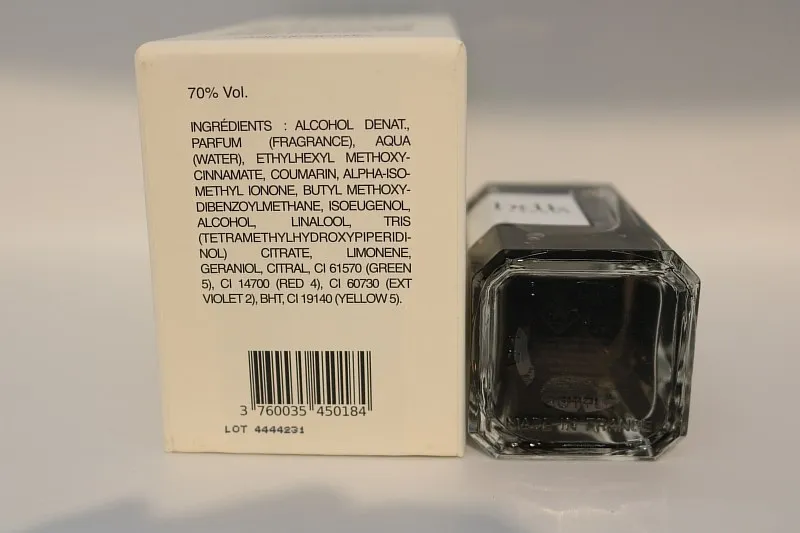 70% Vol.
INGRÉDIENTS : ALCOHOL DENAT.,
PARFUM (FRAGRANCE), AQUA
(WATER), ETHYLHEXYL METHOXY-
CINNAMATE, COUMARIN, ALPHA-ISO-
METHYL IONONE, BUTYL METHOXY-
DIBENZOYLMETHANE, ISOEUGENOL,
ALCOHOL, LINALOOL, TRIS
(TETRAMETHYLHYDROXYPIPERIDI-
NOL) CITRATE, LIMONENE,
GERANIOL, CITRAL, CI 61570 (GREEN
5), CI 14700 (RED 4), CI 60730 (EXT
VIOLET 2), BHT, CI 19140 (YELLOW 5).
3 760035 450184
LOT 4444231
MADE IN FRANCE